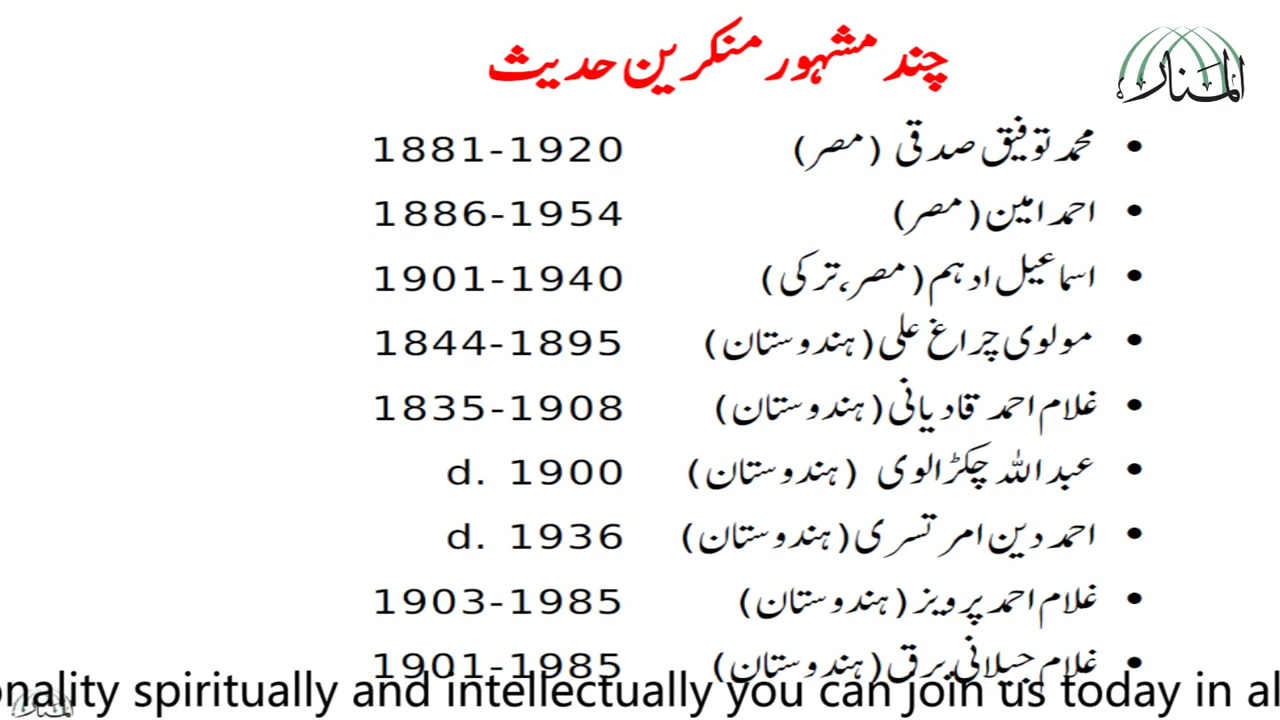 چند مشہور منکرین حدیث
المنار
• محمد توفیق صدقی (مصر) 1881-1920
• احمد امین (مصر) 1886-1954
• اسماعیل ادہم (مصر، ترکی) 1901-1940
• مولوی چراغ علی (ہندوستان) 1844-1895
• غلام احمد قادیانی (ہندوستان) 1835-1908
• عبد اللہ چکڑالوی (ہندوستان) d. 1900
• احمد دین امرتسری (ہندوستان) d. 1936
• غلام احمد پرویز (ہندوستان) 1903-1985
• غلام جیلانی برق (ہندوستان) 1901-1985
onality spiritually and intellectually you can join us today in al
المنار